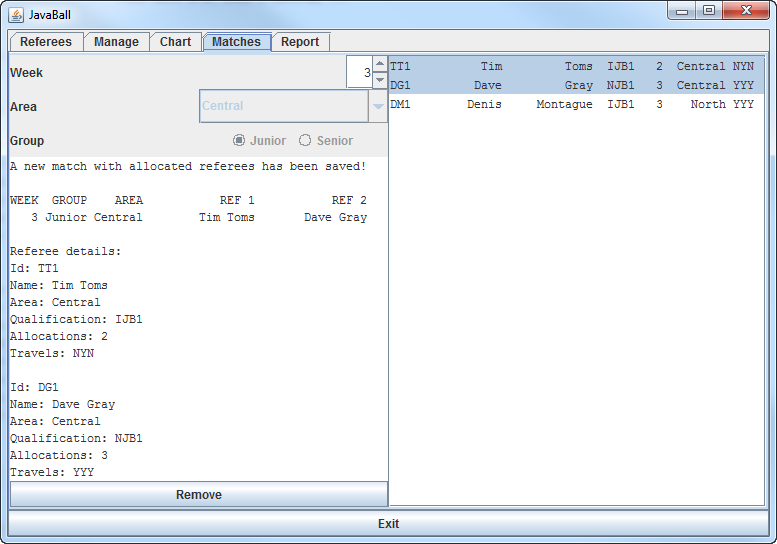 JavaBall
Referees Manage Chart Matches Report
Week 3
Area Central
Group Junior Senior
A new match with allocated referees has been saved!
WEEK GROUP AREA REF 1 REF 2
3 Junior Central Tim Toms Dave Gray
Referee details:
Id: TT1
Name: Tim Toms
Area: Central
Qualification: IJB1
Allocations: 2
Travels: NYN
Id: DG1
Name: Dave Gray
Area: Central
Qualification: NJB1
Allocations: 3
Travels: YYY
Remove
TT1 Tim Toms IJB1 2 Central NYN
DG1 Dave Gray NJB1 3 Central YYY
DM1 Denis Montague IJB1 3 North YYY
Exit